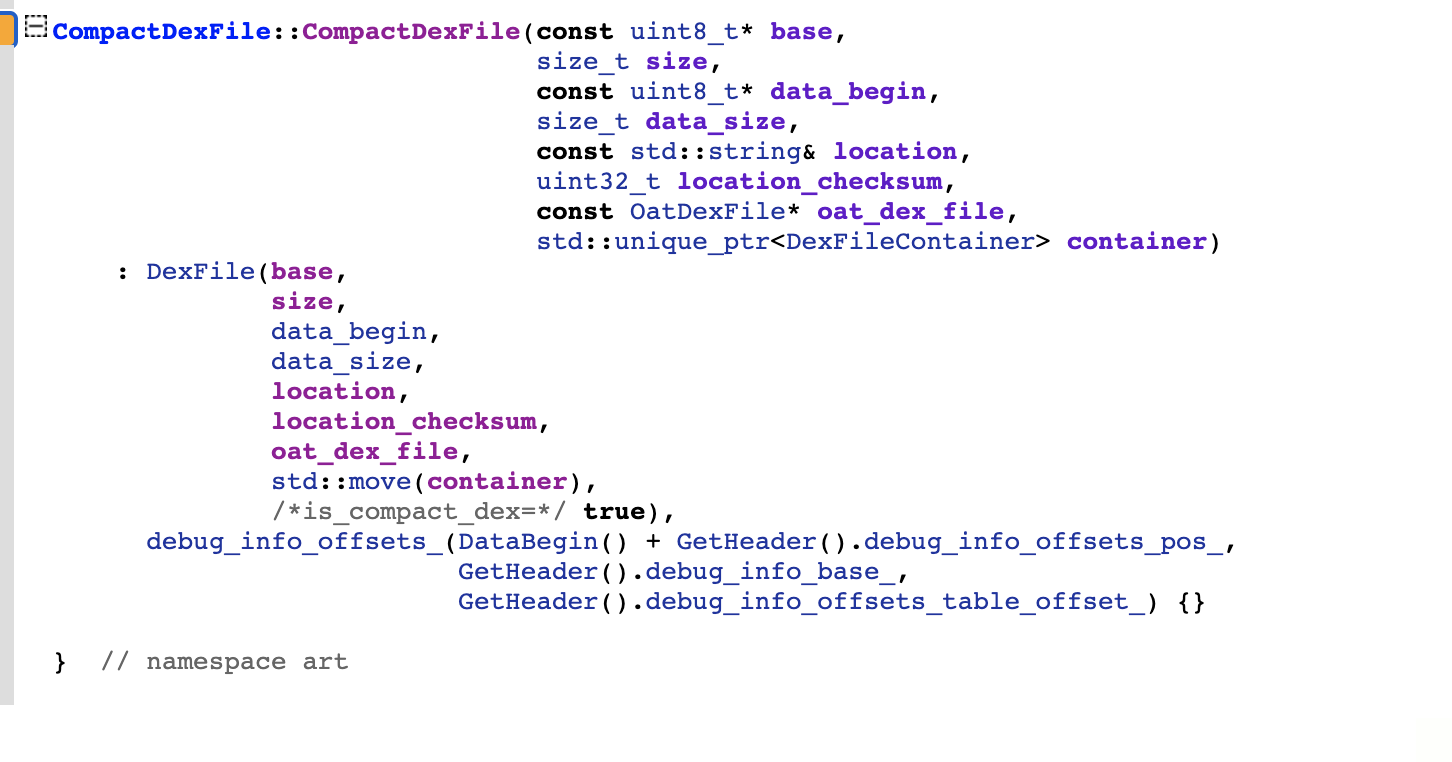 CompactDexFile::CompactDexFile(const uint8_t* base,
                               size_t size,
                               const uint8_t* data_begin,
                               size_t data_size,
                               const std::string& location,
                               uint32_t location_checksum,
                               const OatDexFile* oat_dex_file,
                               std::unique_ptr<DexFileContainer> container)
    : DexFile(base,
              size,
              data_begin,
              data_size,
              location,
              location_checksum,
              oat_dex_file,
              std::move(container),
              /*is_compact_dex=*/ true),
      debug_info_offsets_(DataBegin() + GetHeader().debug_info_offsets_pos_,
                          GetHeader().debug_info_base_,
                          GetHeader().debug_info_offsets_table_offset_) {}
}  // namespace art